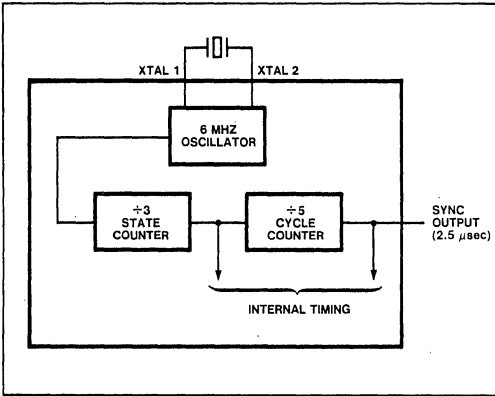 XTAL 1
XTAL 2
6 MHZ
OSCILLATOR
÷3
STATE
COUNTER
÷5
CYCLE
COUNTER
SYNC
OUTPUT
(2.5 μsec)
INTERNAL TIMING